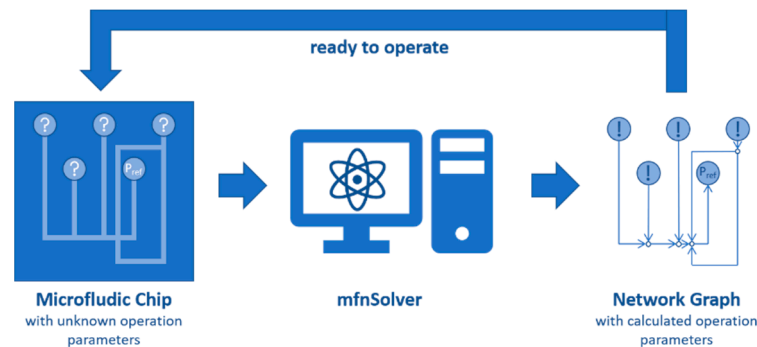 ready to operate
? ? ?
? Pref
! ! !
! Pref
Microfludic Chip
with unknown operation
parameters
mfnSolver
Network Graph
with calculated operation
parameters